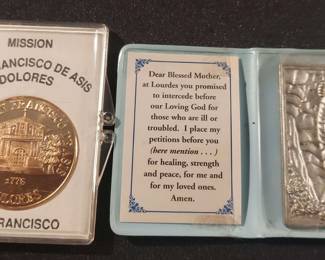 MISSION
FRANCISCO DE ASIS
DOLORES
1776
DOLORES
FRANCISCO
Dear Blessed Mother,
at Lourdes you promised
to intercede before
our Loving God for
those who are ill or
troubled. I place my
petitions before you
(here mention . . .)
for healing, strength
and peace, for me and
for my loved ones.
Amen.